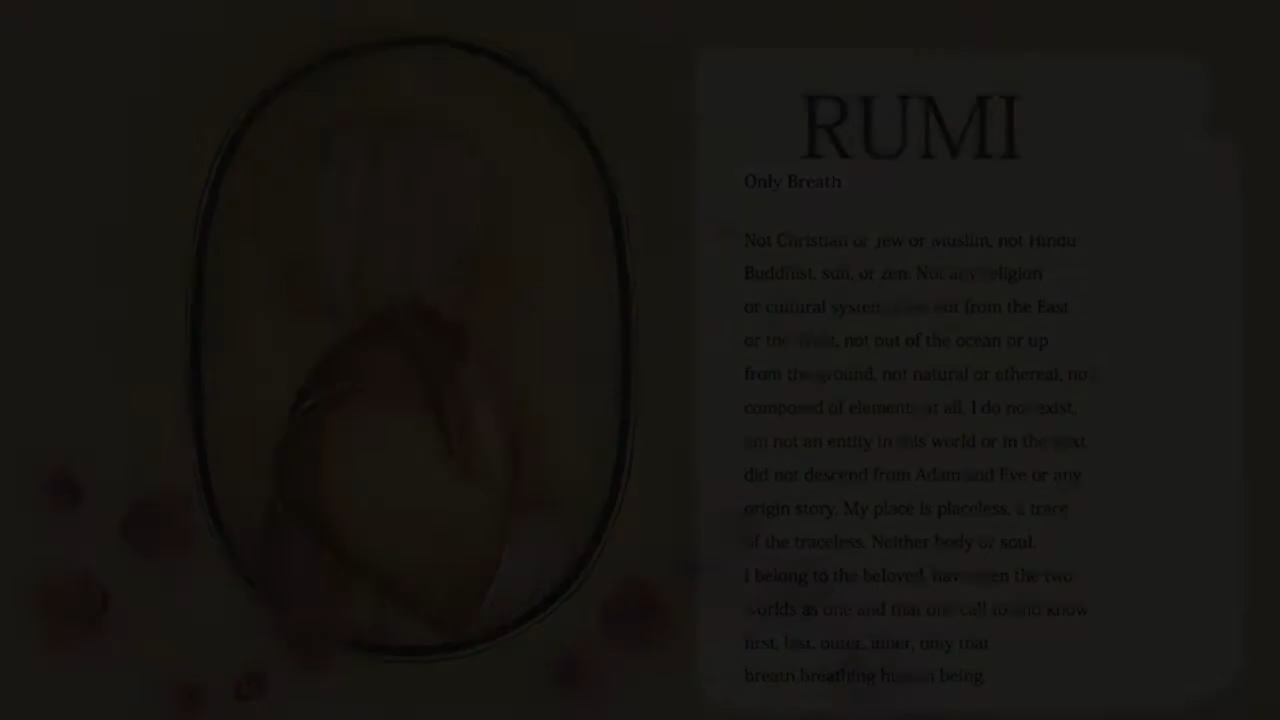 RUMI
Only Breath
Not Christian or Jew or Muslim, not Hindu
Buddhist, sufi, or zen. Not any religion
or cultural system. from the East
or the West, not out of the ocean or up
from the ground, not natural or ethereal, not
composed of elements at all. I do not exist,
am not an entity in this world or in the next,
did not descend from Adam and Eve or any
origin story. My place is placeless, a trace
of the traceless. Neither body or soul.
I belong to the beloved, have seen the two
worlds as one and that one call to and know
first, last, outer, inner, only that
breath breathing human being.